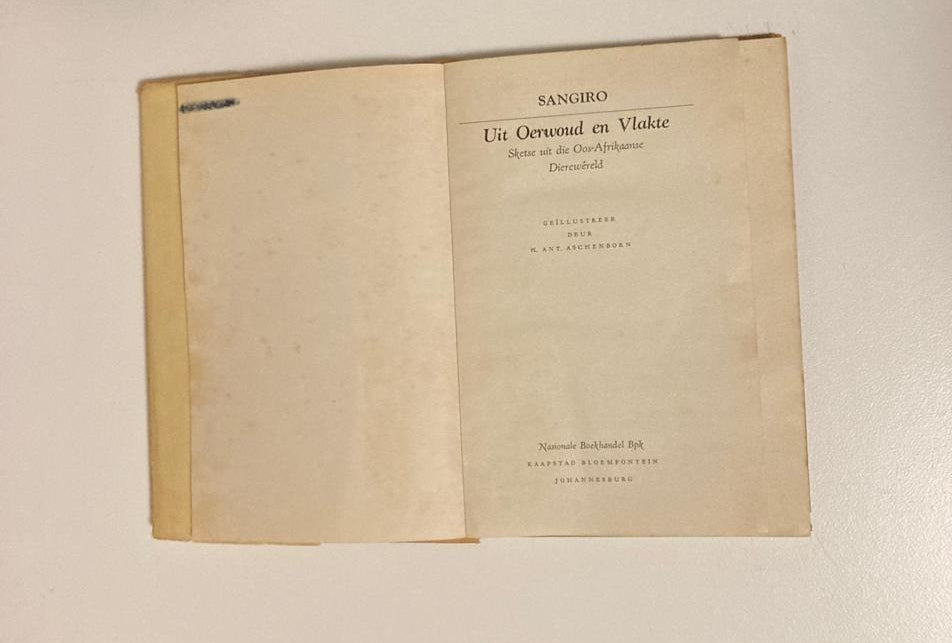 SANGIRO
Uit Oerwoud en Vlakte
Sketse uit die Oos-Afrikaanse
Dierewêreld
GEÏLLUSTREER
DEUR
H. ANT. ASCHENBORN
Nasionale Boekhandel Bpk
KAAPSTAD BLOEMFONTEIN
JOHANNESBURG